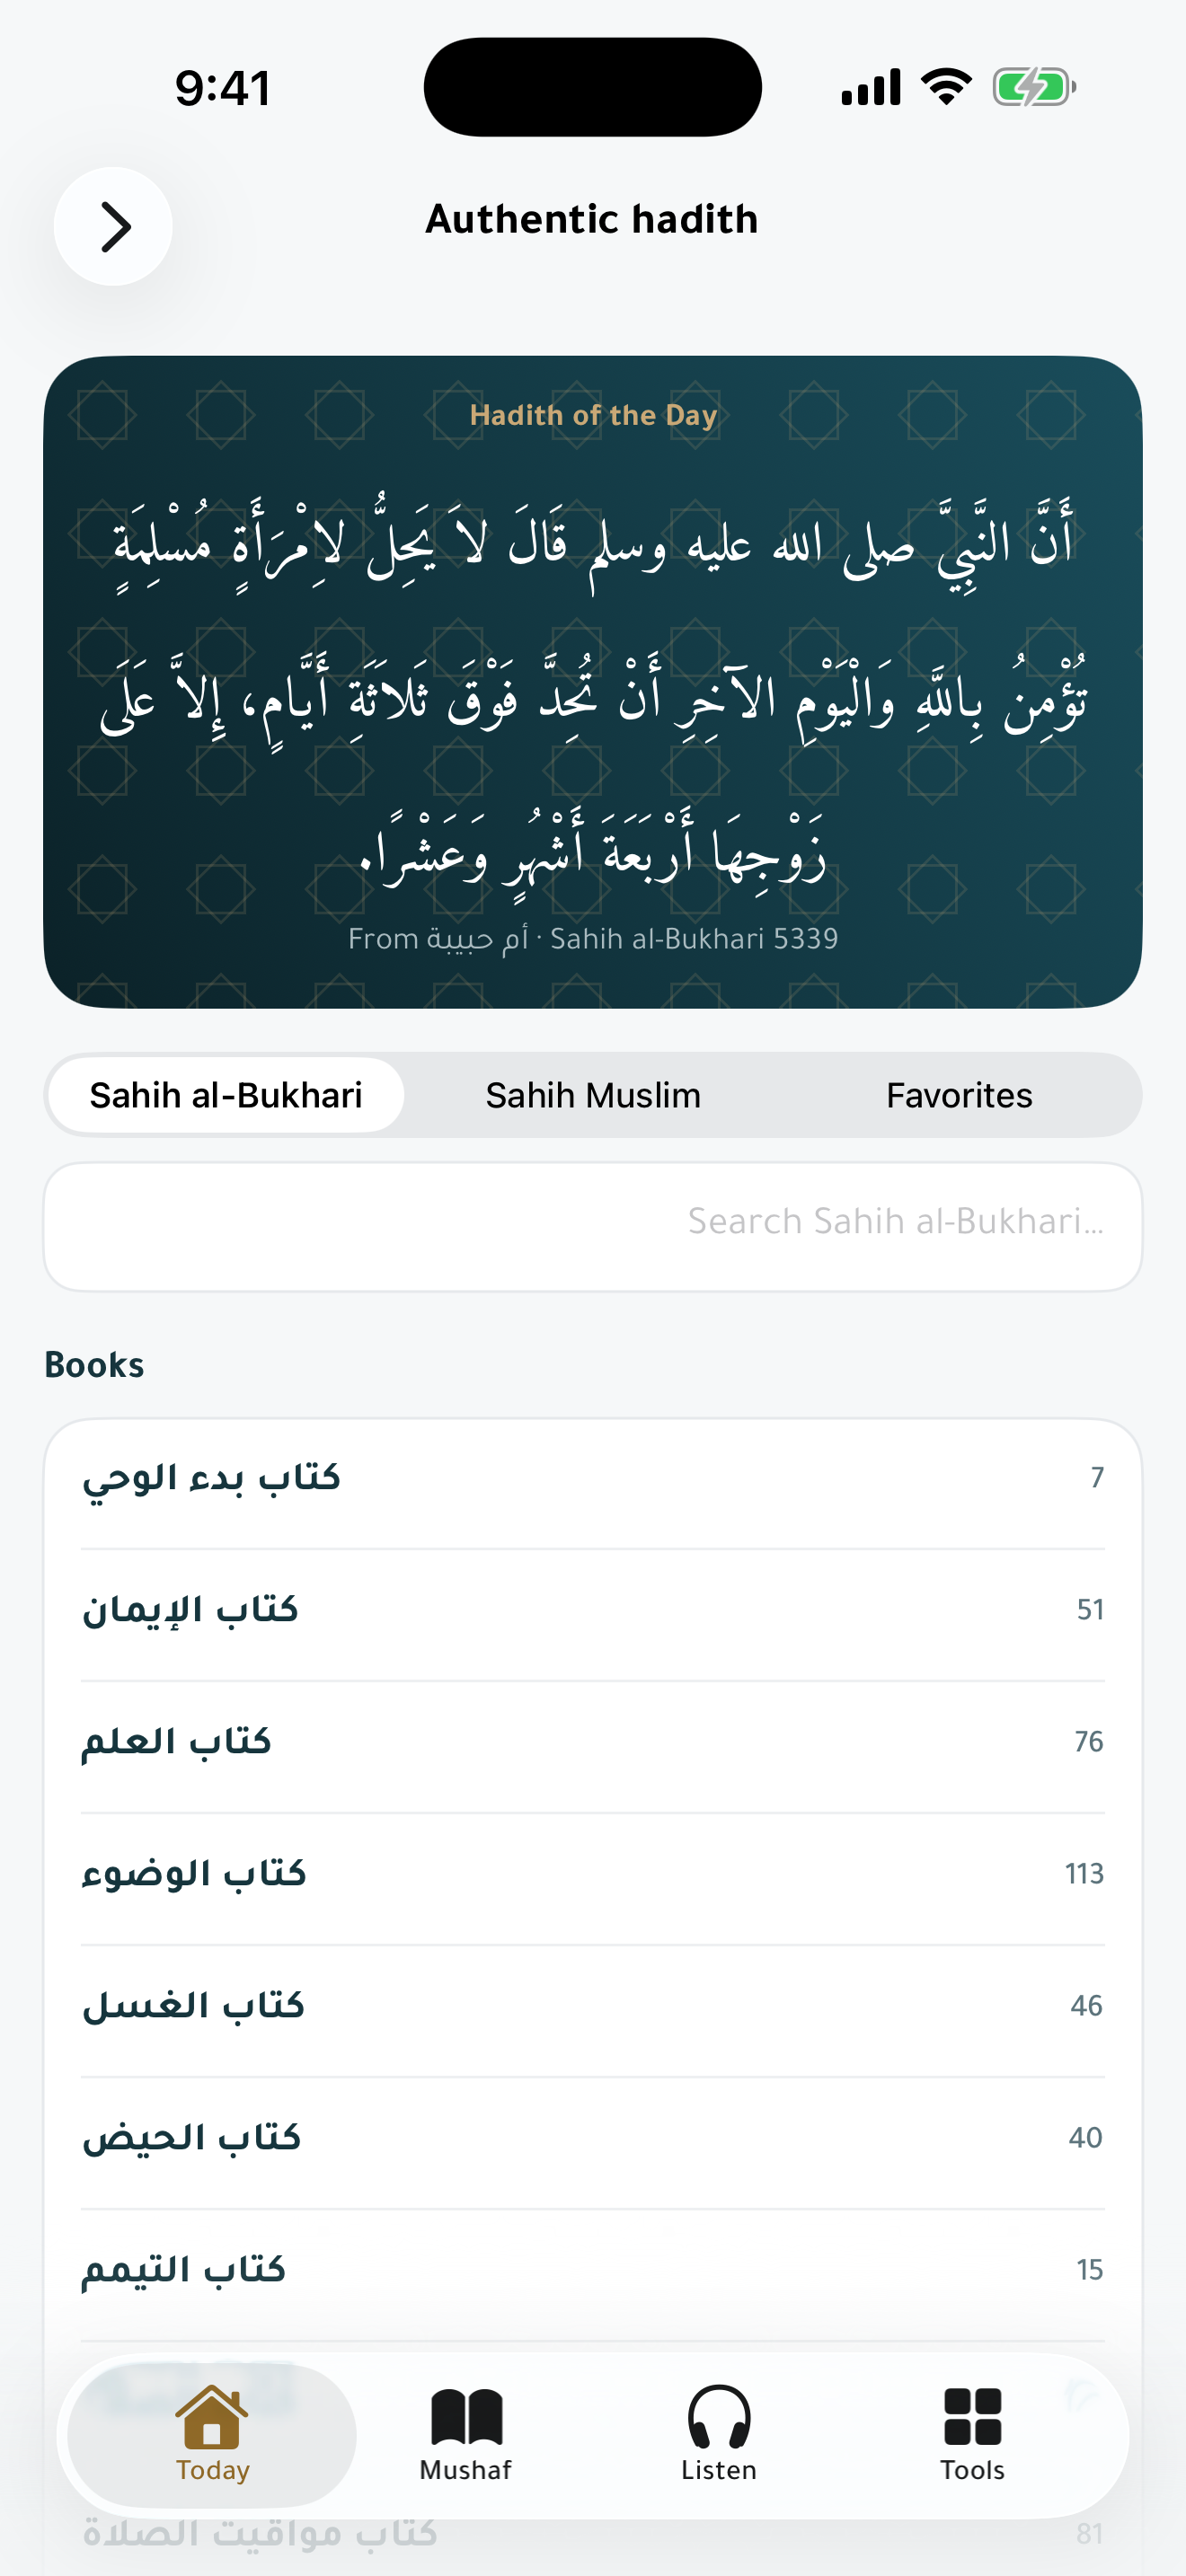 9:41
Authentic hadith
Hadith of the Day
أَنَّ النَّبِيَّ صلى الله عليه وسلم قَالَ لاَ يَحِلُّ لاِمْرَأَةٍ مُسْلِمَةٍ
تُؤْمِنُ بِاللَّهِ وَالْيَوْمِ الآخِرِ أَنْ تُحِدَّ فَوْقَ ثَلاَثَةِ أَيَّامٍ، إِلاَّ عَلَى
زَوْجِهَا أَرْبَعَةَ أَشْهُرٍ وَعَشْرًا.
From أم حبيبة · Sahih al-Bukhari 5339
Sahih al-Bukhari
Sahih Muslim
Favorites
Search Sahih al-Bukhari…
Books
كتاب بدء الوحي 7
كتاب الإيمان 51
كتاب العلم 76
كتاب الوضوء 113
كتاب الغسل 46
كتاب الحيض 40
كتاب التيمم 15
Today
Mushaf
Listen
Tools
كتاب مواقيت الصلاة 81